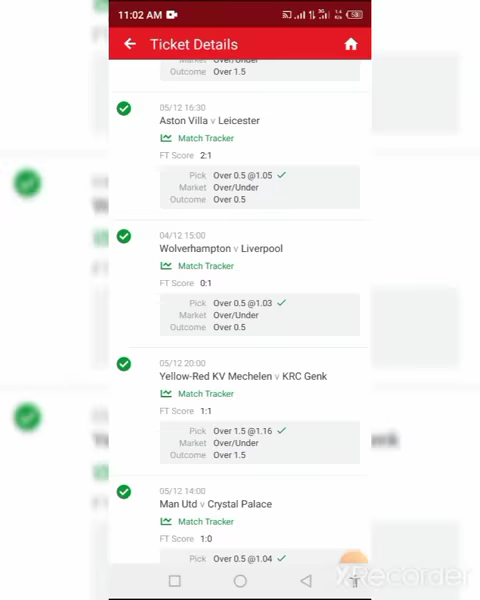 11:02 AM
Ticket Details
Market Over/Under
Outcome Over 1.5
05/12 16:30
Aston Villa v Leicester
Match Tracker
FT Score 2:1
Pick Over 0.5 @1.05
Market Over/Under
Outcome Over 0.5
04/12 15:00
Wolverhampton v Liverpool
Match Tracker
FT Score 0:1
Pick Over 0.5 @1.03
Market Over/Under
Outcome Over 0.5
05/12 20:00
Yellow-Red KV Mechelen v KRC Genk
Match Tracker
FT Score 1:1
Pick Over 1.5 @1.16
Market Over/Under
Outcome Over 1.5
05/12 14:00
Man Utd v Crystal Palace
Match Tracker
FT Score 1:0
Pick Over 0.5 @1.04
XRecorder